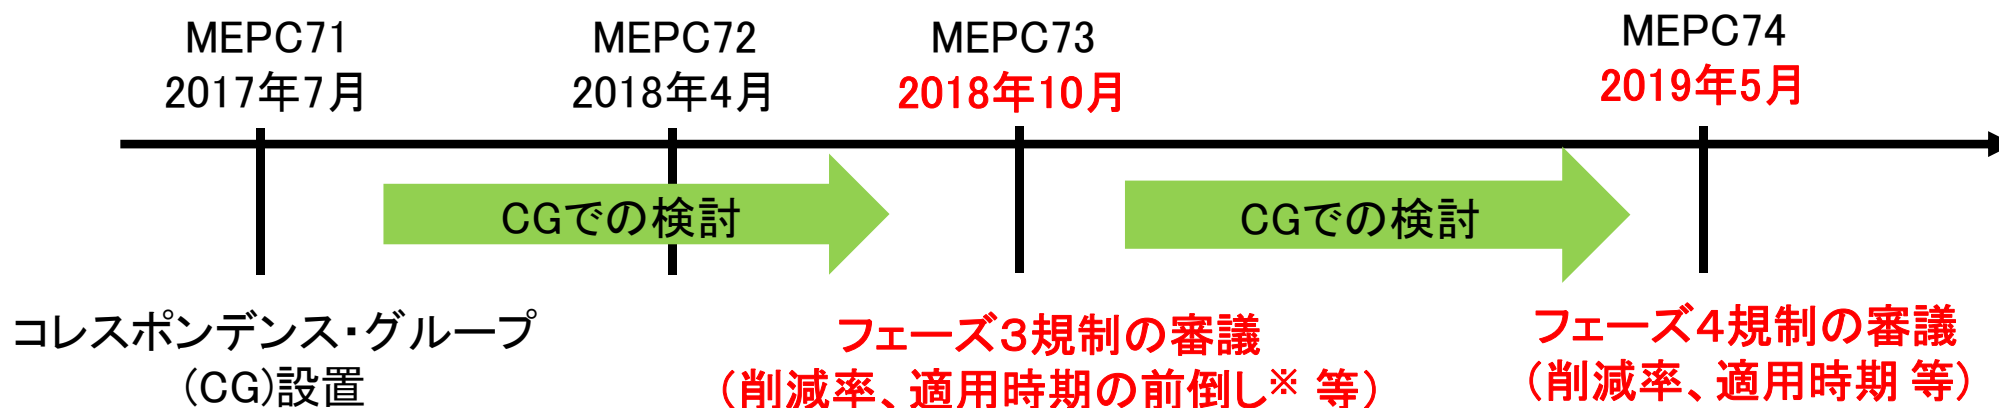 MEPC71
2017年7月
MEPC72
2018年4月
MEPC73
2018年10月
MEPC74
2019年5月
CGでの検討
CGでの検討
コレスポンデンス・グループ
(CG)設置
フェーズ3規制の審議
(削減率、適用時期の前倒し※ 等)
フェーズ4規制の審議
(削減率、適用時期 等)